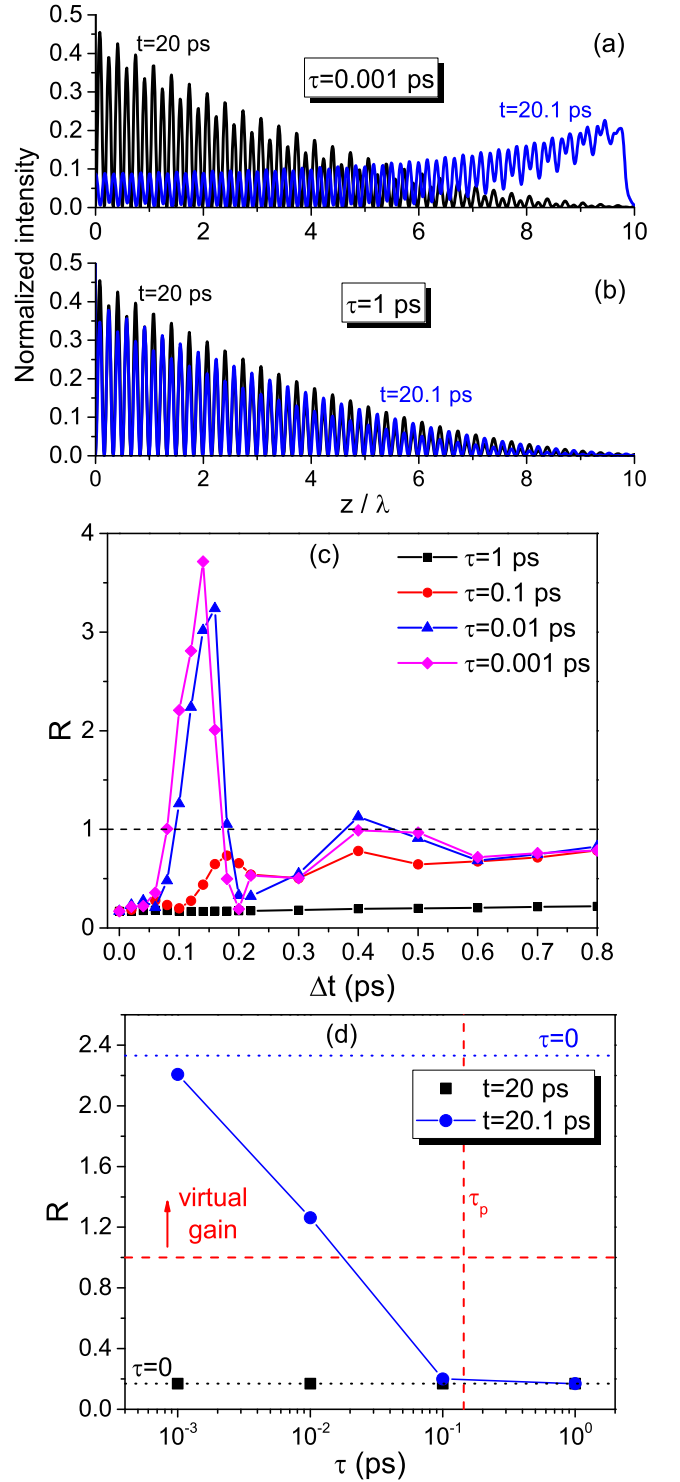 (a)
t=20 ps
τ=0.001 ps
t=20.1 ps
0.5
0.4
0.3
0.2
0.1
0.0
0 2 4 6 8 10
Normalized intensity
(b)
t=20 ps
τ=1 ps
t=20.1 ps
0.5
0.4
0.3
0.2
0.1
0.0
0 2 4 6 8 10
z / λ
(c)
τ=1 ps
τ=0.1 ps
τ=0.01 ps
τ=0.001 ps
4
3
2
1
0
R
0.0 0.1 0.2 0.3 0.4 0.5 0.6 0.7 0.8
Δt (ps)
(d)
τ=0
t=20 ps
t=20.1 ps
2.4
2.0
1.6
1.2
0.8
0.4
0.0
R
virtual
gain
τp
τ=0
10⁻³ 10⁻² 10⁻¹ 10⁰
τ (ps)